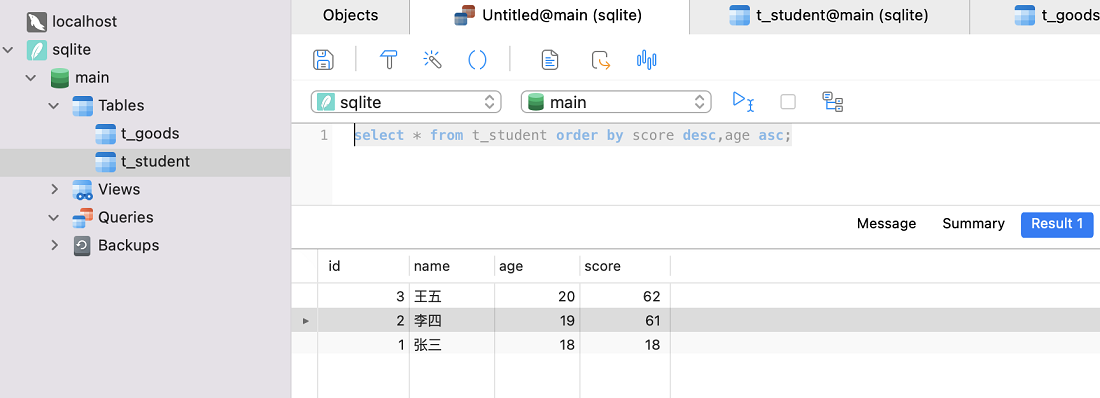 localhost
sqlite
main
Tables
t_goods
t_student
Views
Queries
Backups
Objects
Untitled@main (sqlite)
t_student@main (sqlite)
t_goods
sqlite
main
1 select * from t_student order by score desc,age asc;
Message Summary Result 1
id name age score
3 王五 20 62
2 李四 19 61
1 张三 18 18